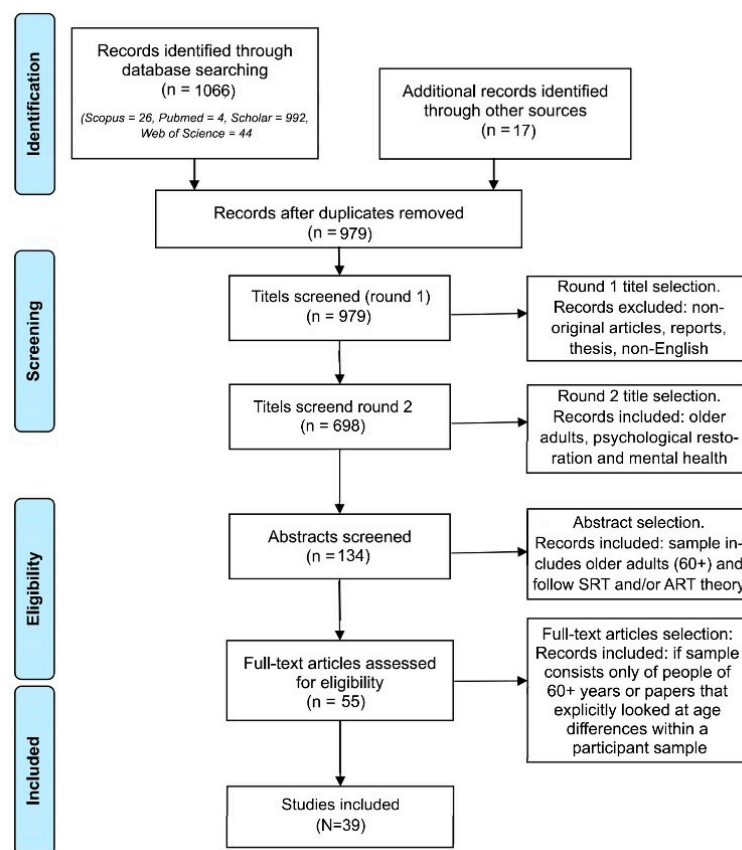 Identification
Records identified through
database searching
(n = 1066)
(Scopus = 26, Pubmed = 4, Scholar = 992,
Web of Science = 44
Additional records identified
through other sources
(n = 17)
Records after duplicates removed
(n = 979)
Screening
Titels screened (round 1)
(n = 979)
Round 1 titel selection.
Records excluded: non-
original articles, reports,
thesis, non-English
Titels screend round 2
(n = 698)
Round 2 title selection.
Records included: older
adults, psychological resto-
ration and mental health
Eligibility
Abstracts screened
(n = 134)
Abstract selection.
Records included: sample in-
cludes older adults (60+) and
follow SRT and/or ART theory
Full-text articles assessed
for eligibility
(n = 55)
Full-text articles selection:
Records included: if sample
consists only of people of
60+ years or papers that
explicitly looked at age
differences within a
participant sample
Included
Studies included
(N=39)